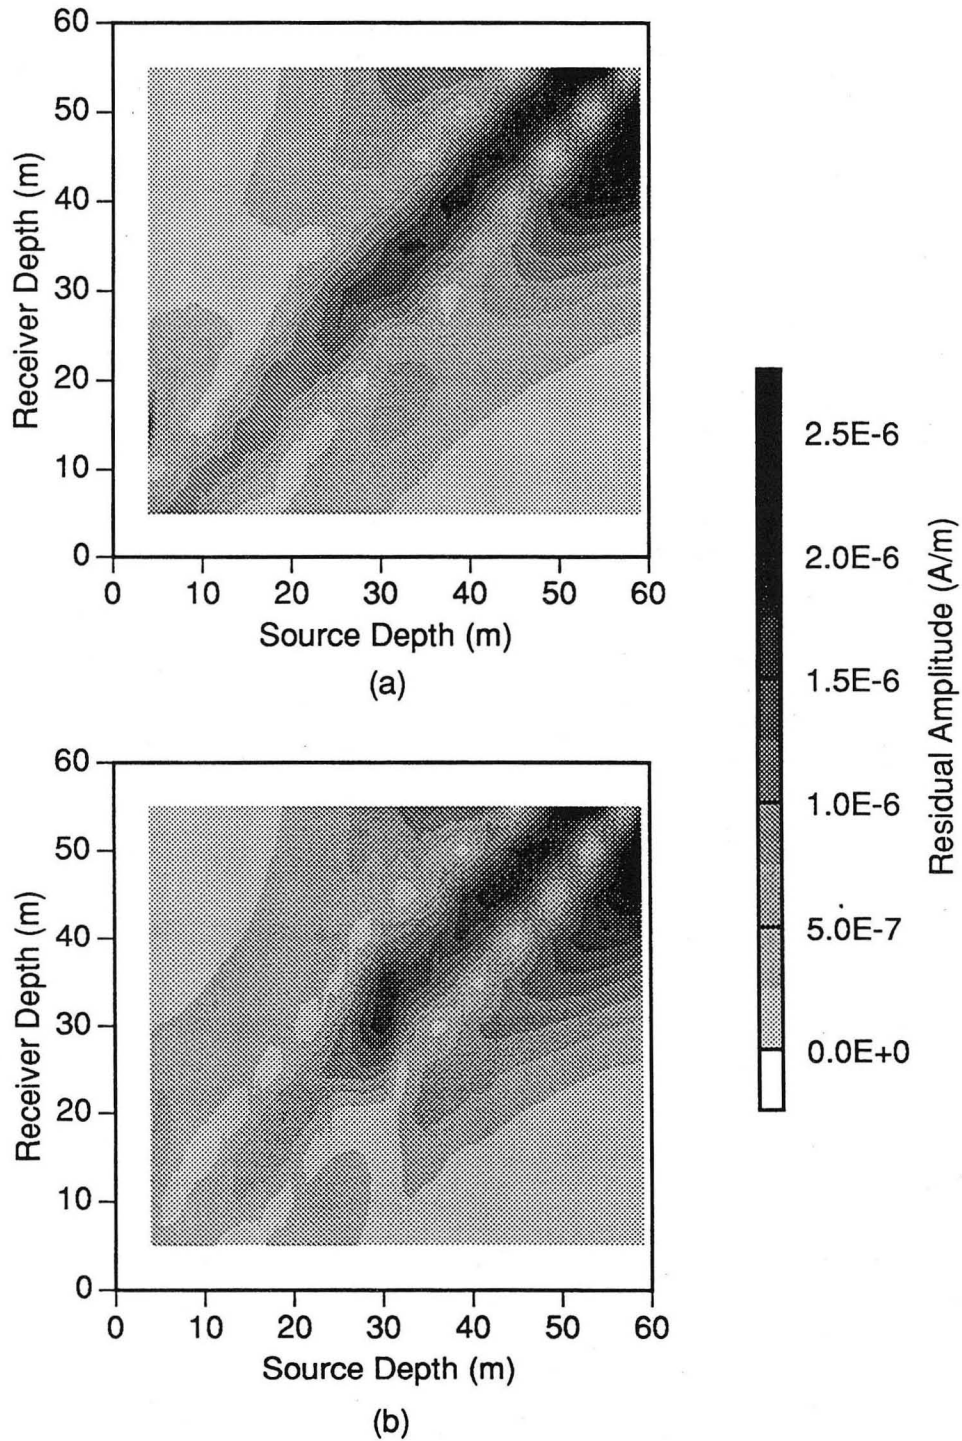 60
50
40
30
20
10
0
Receiver Depth (m)
0 10 20 30 40 50 60
Source Depth (m)
(a)
2.5E-6
2.0E-6
1.5E-6
1.0E-6
5.0E-7
0.0E+0
Residual Amplitude (A/m)
60
50
40
30
20
10
0
Receiver Depth (m)
0 10 20 30 40 50 60
Source Depth (m)
(b)